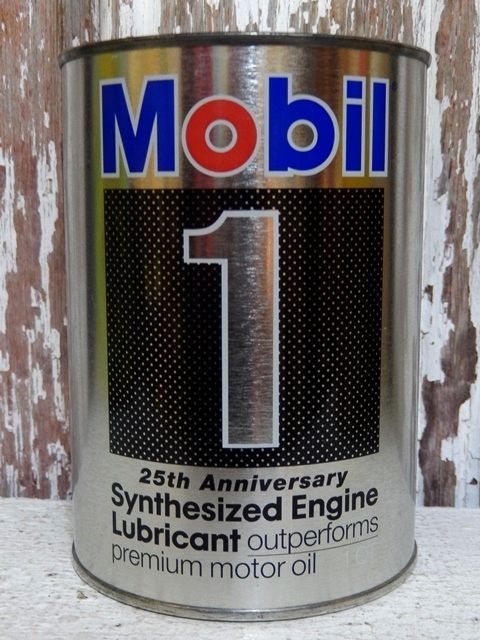 Mobil
1
25th Anniversary
Synthesized Engine
Lubricant outperforms
premium motor oil